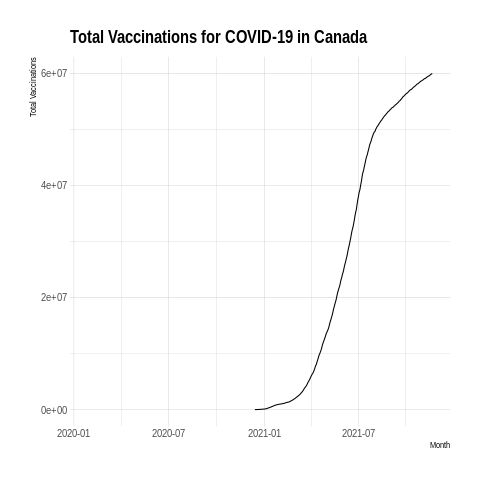 Total Vaccinations for COVID-19 in Canada
Total Vaccinations
6e+07
4e+07
2e+07
0e+00
2020-01 2020-07 2021-01 2021-07
Month